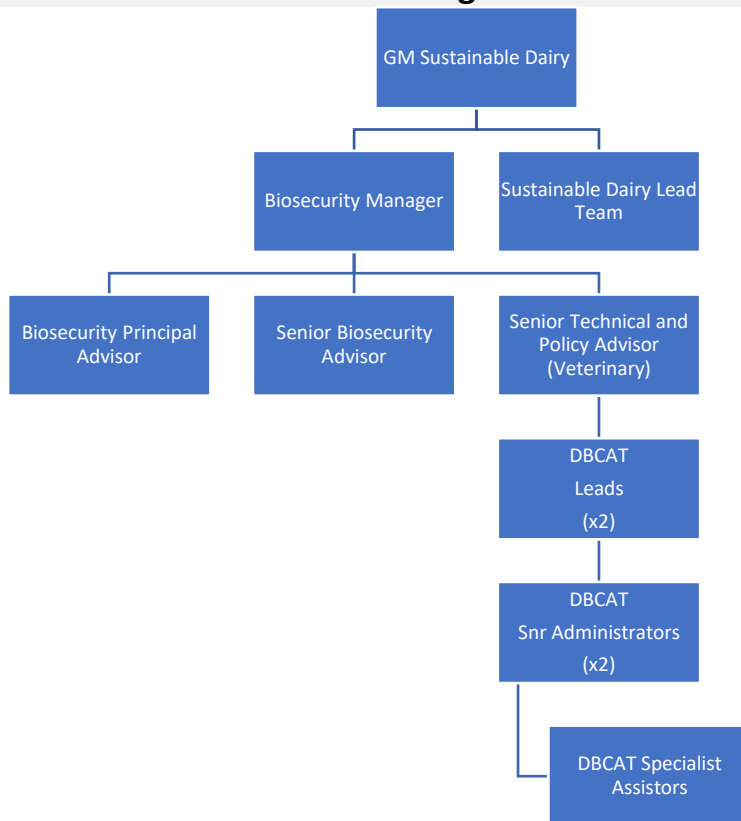 GM Sustainable Dairy
Biosecurity Manager
Sustainable Dairy Lead
Team
Biosecurity Principal
Advisor
Senior Biosecurity
Advisor
Senior Technical and
Policy Advisor
(Veterinary)
DBCAT
Leads
(x2)
DBCAT
Snr Administrators
(x2)
DBCAT Specialist
Assistors